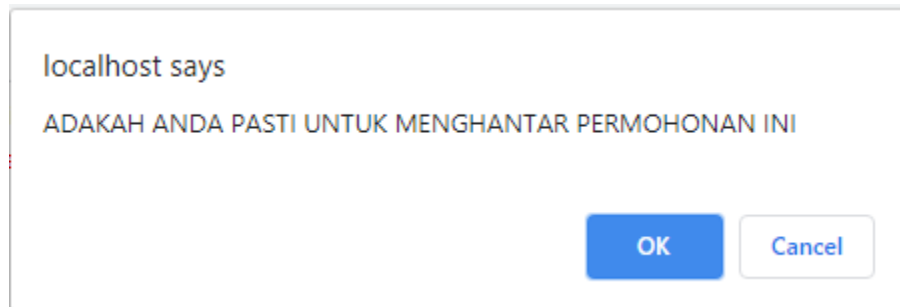 localhost says
ADAKAH ANDA PASTI UNTUK MENGHANTAR PERMOHONAN INI
OK Cancel